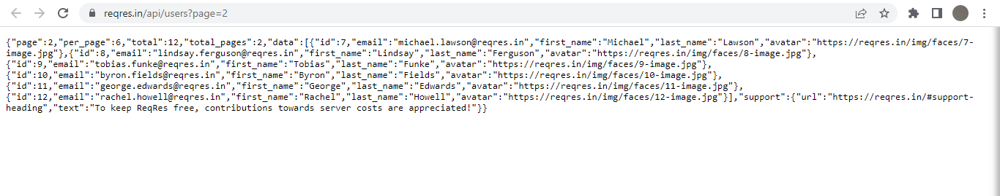 reqres.in/api/users?page=2
{"page":2,"per_page":6,"total":12,"total_pages":2,"data":[{"id":7,"email":"michael.lawson@reqres.in","first_name":"Michael","last_name":"Lawson","avatar":"https://reqres.in/img/faces/7-
image.jpg"},{"id":8,"email":"lindsay.ferguson@reqres.in","first_name":"Lindsay","last_name":"Ferguson","avatar":"https://reqres.in/img/faces/8-image.jpg"},
{"id":9,"email":"tobias.funke@reqres.in","first_name":"Tobias","last_name":"Funke","avatar":"https://reqres.in/img/faces/9-image.jpg"},
{"id":10,"email":"byron.fields@reqres.in","first_name":"Byron","last_name":"Fields","avatar":"https://reqres.in/img/faces/10-image.jpg"},
{"id":11,"email":"george.edwards@reqres.in","first_name":"George","last_name":"Edwards","avatar":"https://reqres.in/img/faces/11-image.jpg"},
{"id":12,"email":"rachel.howell@reqres.in","first_name":"Rachel","last_name":"Howell","avatar":"https://reqres.in/img/faces/12-image.jpg"}],"support":{"url":"https://reqres.in/#support-
heading","text":"To keep ReqRes free, contributions towards server costs are appreciated!"}}